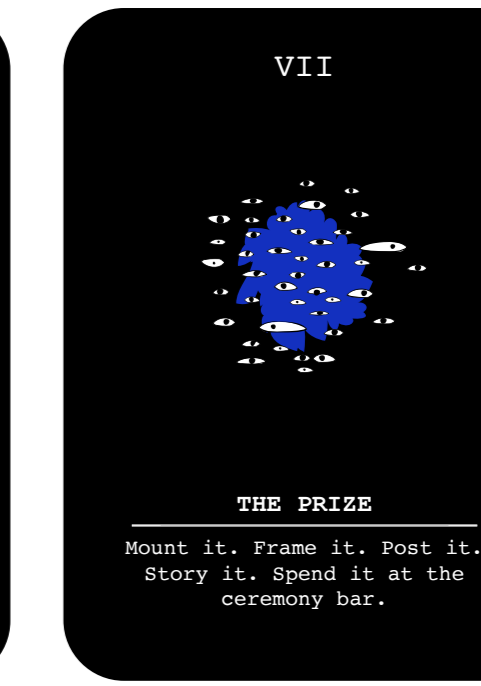 VII
THE PRIZE
Mount it. Frame it. Post it.
Story it. Spend it at the
ceremony bar.